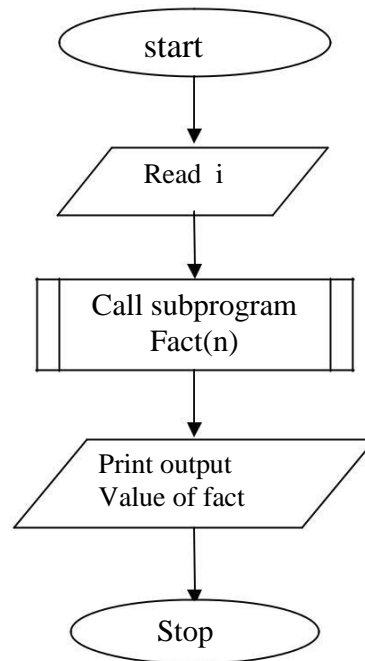 start
Read i
Call subprogram
Fact(n)
Print output
Value of fact
Stop